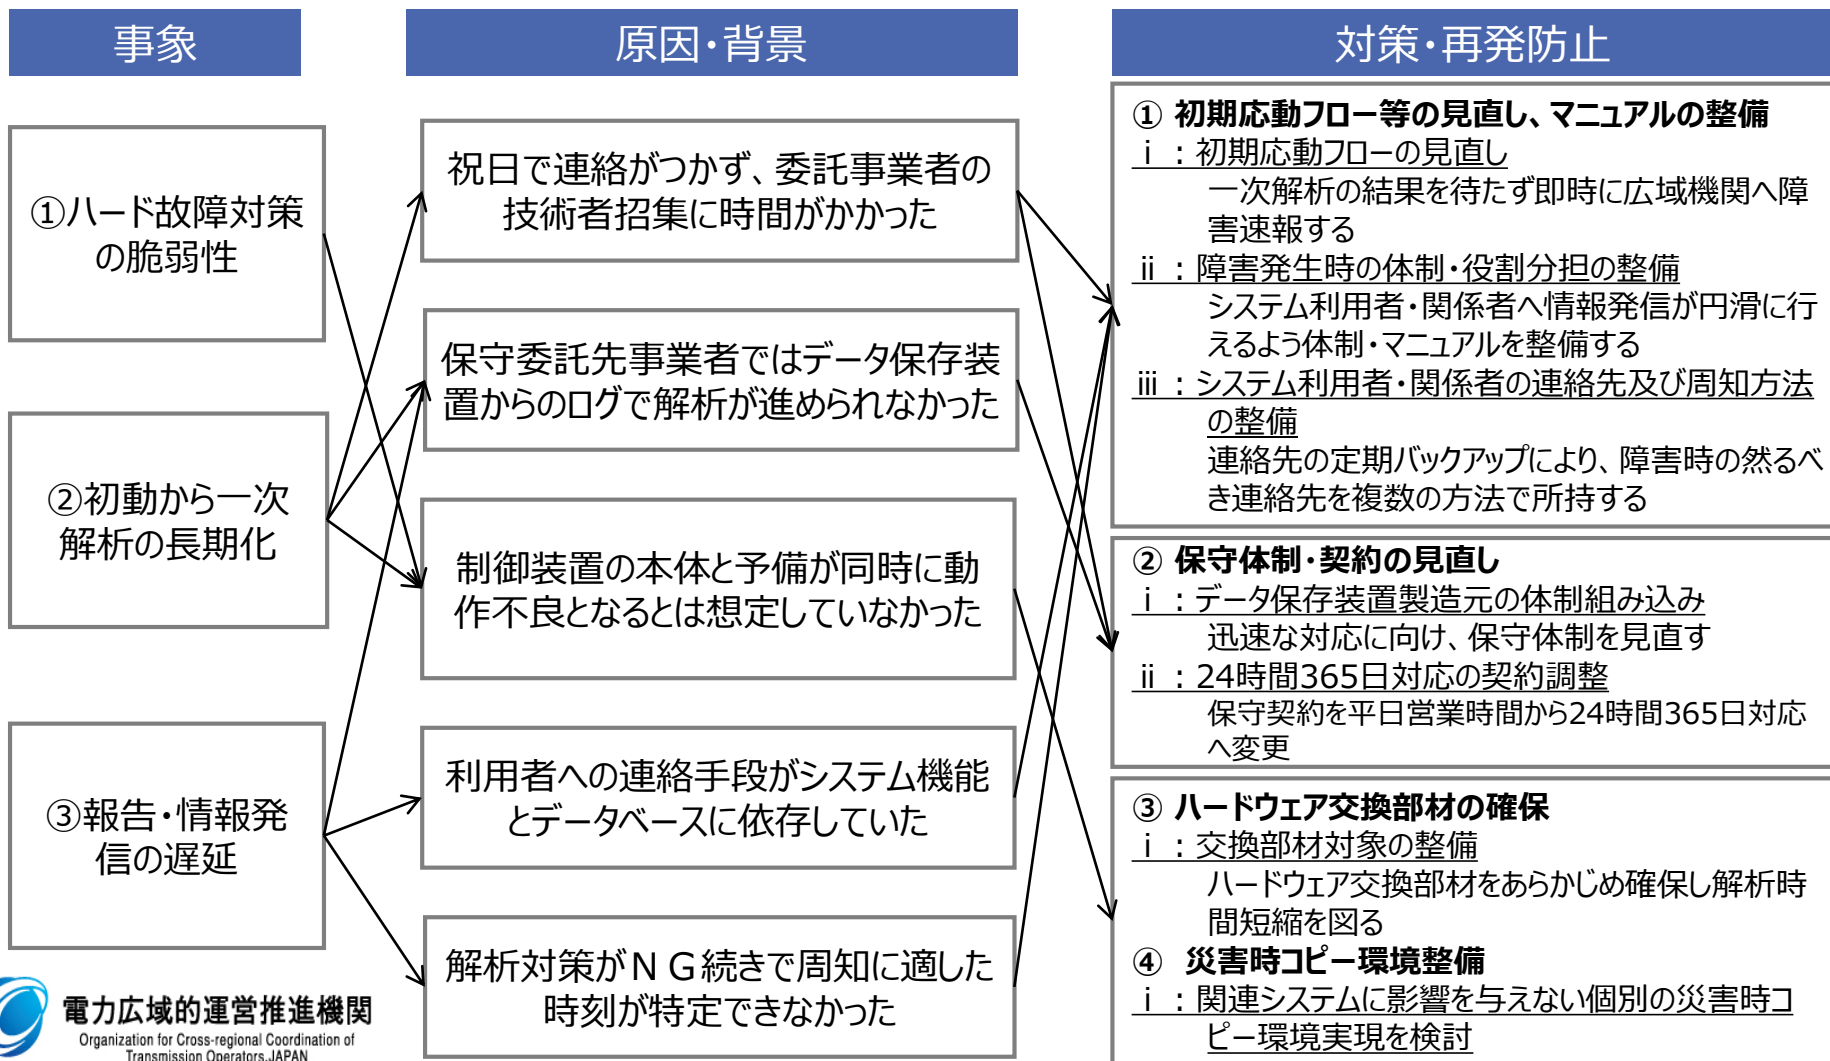 事象
原因・背景
対策・再発防止
①ハード故障対策
の脆弱性
②初動から一次
解析の長期化
③報告・情報発
信の遅延
祝日で連絡がつかず、委託事業者の
技術者招集に時間がかかった
保守委託先事業者ではデータ保存装
置からのログで解析が進められなかった
制御装置の本体と予備が同時に動
作不良となるとは想定していなかった
利用者への連絡手段がシステム機能
とデータベースに依存していた
解析対策がＮＧ続きで周知に適した
時刻が特定できなかった
① 初期応動フロー等の見直し、マニュアルの整備
ⅰ：初期応動フローの見直し
一次解析の結果を待たず即時に広域機関へ障
害速報する
ⅱ：障害発生時の体制・役割分担の整備
システム利用者・関係者へ情報発信が円滑に行
えるよう体制・マニュアルを整備する
ⅲ：システム利用者・関係者の連絡先及び周知方法
の整備
連絡先の定期バックアップにより、障害時の然るべ
き連絡先を複数の方法で所持する
② 保守体制・契約の見直し
ⅰ：データ保存装置製造元の体制組み込み
迅速な対応に向け、保守体制を見直す
ⅱ：24時間365日対応の契約調整
保守契約を平日営業時間から24時間365日対応
へ変更
③ ハードウェア交換部材の確保
ⅰ：交換部材対象の整備
ハードウェア交換部材をあらかじめ確保し解析時
間短縮を図る
④ 災害時コピー環境整備
ⅰ：関連システムに影響を与えない個別の災害時コ
ピー環境実現を検討
電力広域的運営推進機関
Organization for Cross-regional Coordination of
Transmission Operators,JAPAN